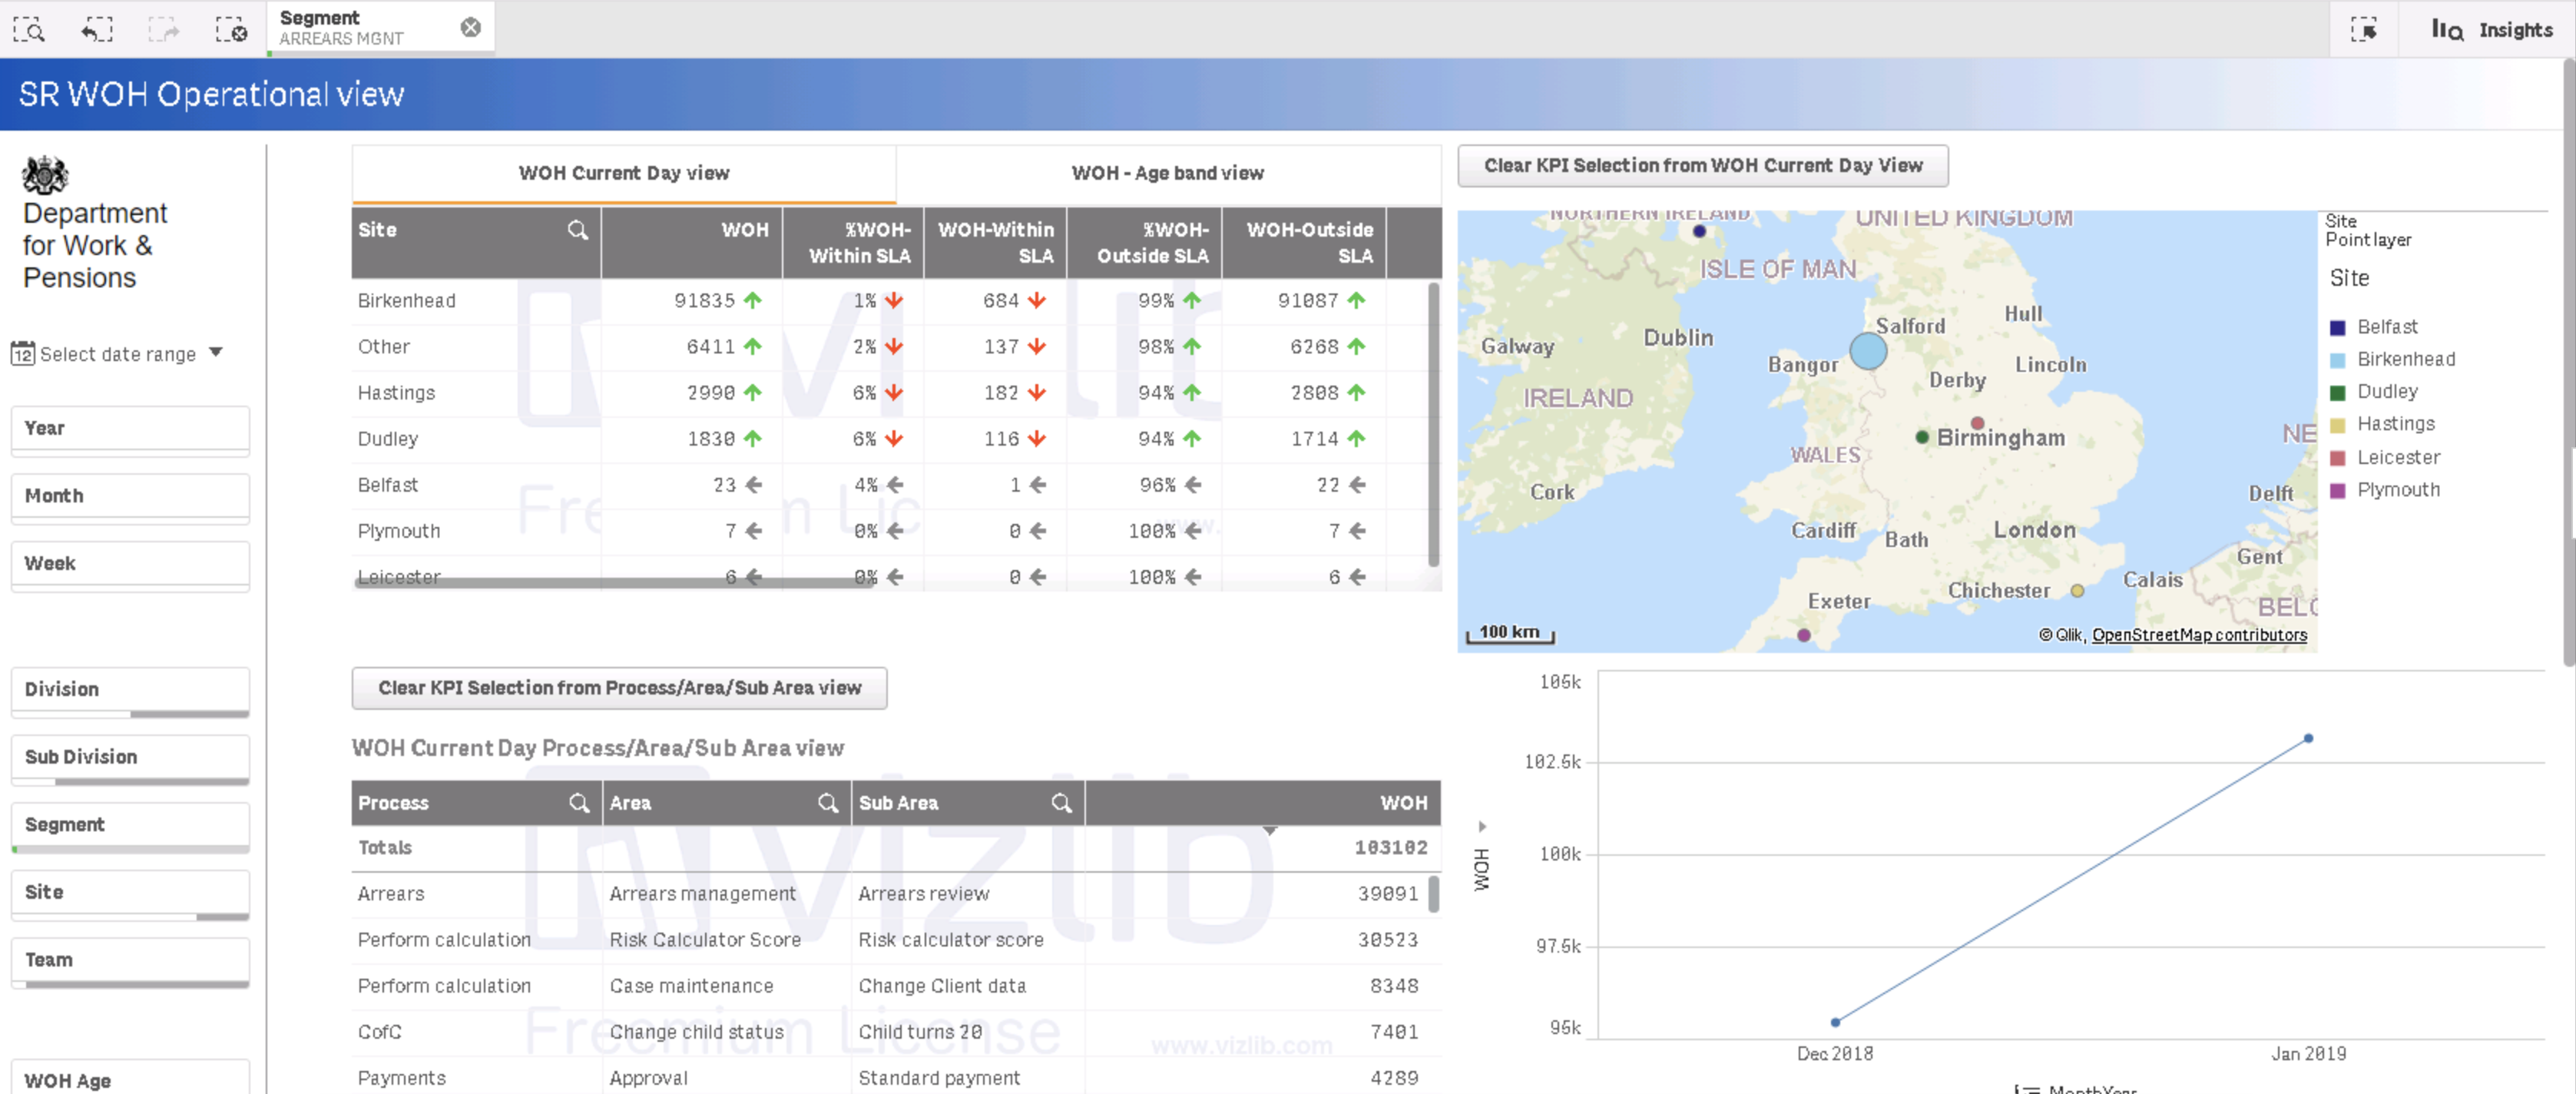 Segment
ARREARS MGNT
Insights
SR WOH Operational view
Department
for Work &
Pensions
12 Select date range
Year
Month
Week
Division
Sub Division
Segment
Site
Team
WOH Age
WOH Current Day view
WOH - Age band view
Site WOH %WOH-Within SLA WOH-Within SLA %WOH-Outside SLA WOH-Outside SLA
Birkenhead 91835 1% 684 99% 91087
Other 6411 2% 137 98% 6268
Hastings 2990 6% 182 94% 2808
Dudley 1830 6% 116 94% 1714
Belfast 23 4% 1 96% 22
Plymouth 7 0% 0 100% 7
Leicester 6 0% 0 100% 6
Clear KPI Selection from Process/Area/Sub Area view
WOH Current Day Process/Area/Sub Area view
Process Area Sub Area WOH
Totals 103102
Arrears Arrears management Arrears review 39091
Perform calculation Risk Calculator Score Risk calculator score 30523
Perform calculation Case maintenance Change Client data 8348
CofC Change child status Child turns 20 7401
Payments Approval Standard payment 4289
vizlib
Freemium License
www.vizlib.com
Clear KPI Selection from WOH Current Day View
NORTHERN IRELAND
UNITED KINGDOM
ISLE OF MAN
Hull
Salford
Dublin
Galway
Bangor
Lincoln
Derby
IRELAND
Birmingham
NE
WALES
Cork
Delft
Cardiff
Bath
London
Gent
Calais
Chichester
Exeter
BELG
100 km
© Qlik, OpenStreetMap contributors
Site
Point layer
Site
Belfast
Birkenhead
Dudley
Hastings
Leicester
Plymouth
105k
102.5k
100k
97.5k
95k
WOH
Dec 2018
Jan 2019
MonthYear